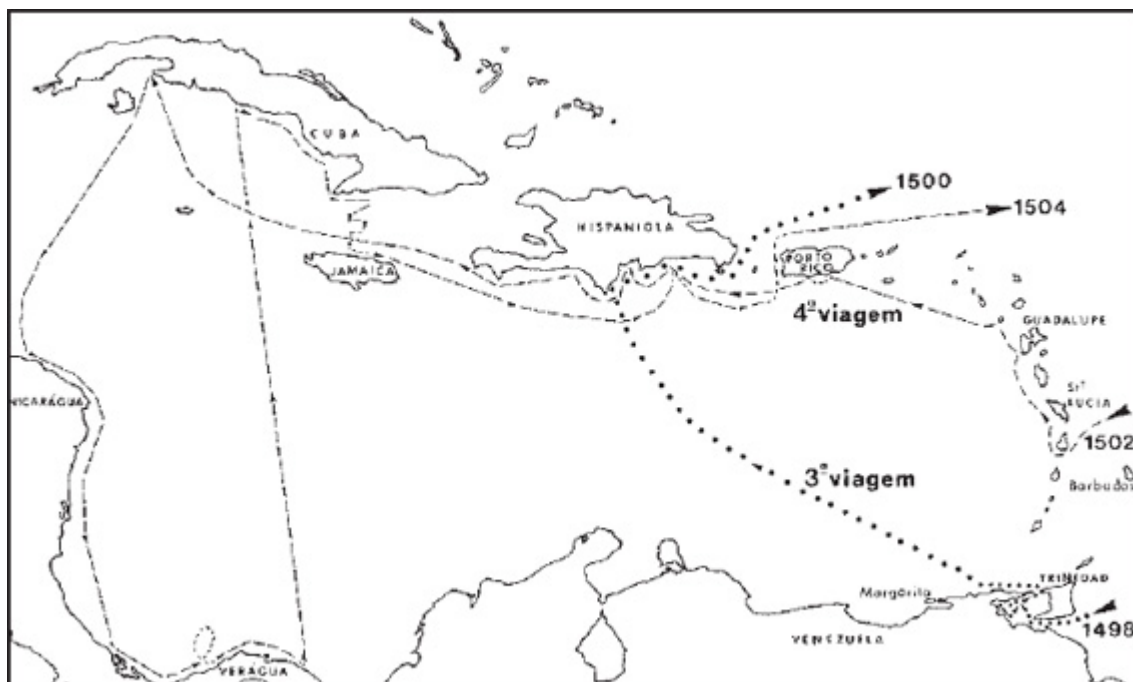 CUBA
1500
1504
HISPANIOLA
PORTO
RICO
JAMAICA
4ª viagem
GUADALUPE
NICARÁGUA
Stª
LUCIA
1502
3ª viagem
Barbados
TRINIDAD
Margarita
1498
VENEZUELA
VERAGUA